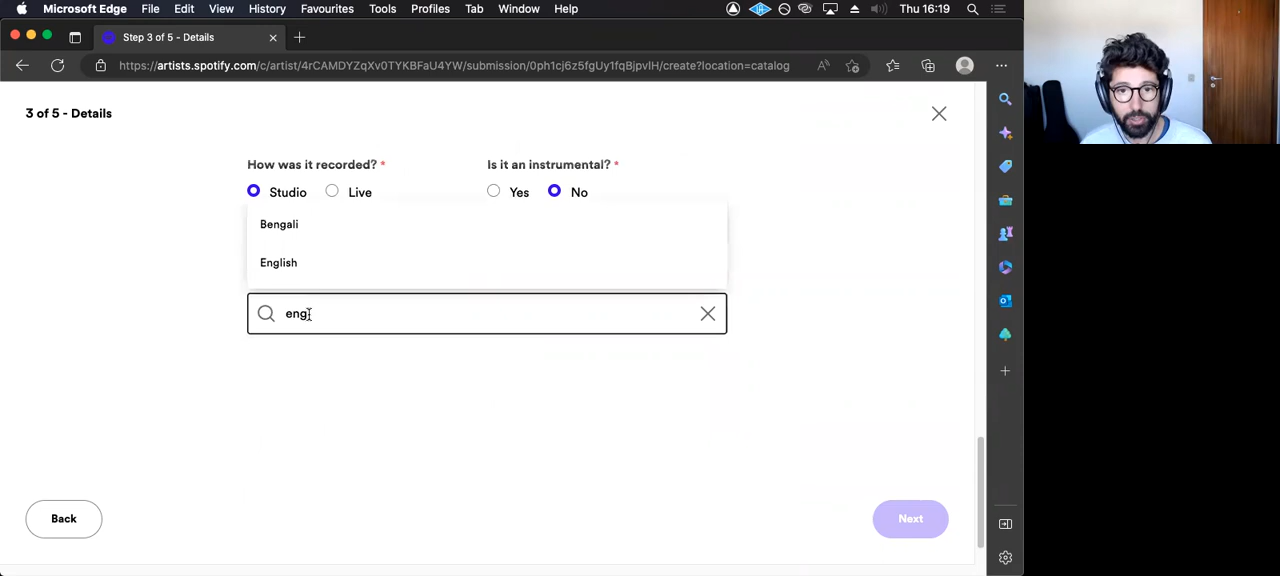 Microsoft Edge File Edit View History Favourites Tools Tab Window Help Thu 16:19
Step 3 of 5 - Details
https://artists.spotify.com/c/artist/4rCAMDYZqXv0TYKBFaU4YW/submission/0ph1cj6z5fgUy1fqBjpvIH/create?location=catalog
3 of 5 - Details
How was it recorded? * Is it an instrumental? *
Studio Live Yes No
Bengali
English
eng
Back Next